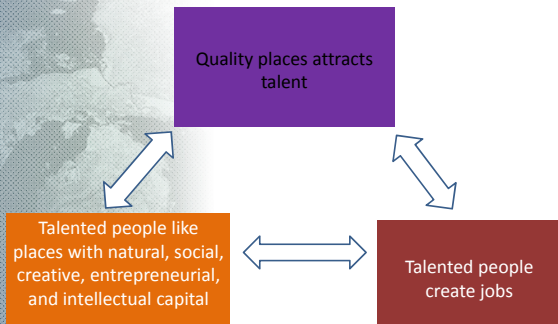 Quality places attracts
talent
Talented people like
places with natural, social,
creative, entrepreneurial,
and intellectual capital
Talented people
create jobs